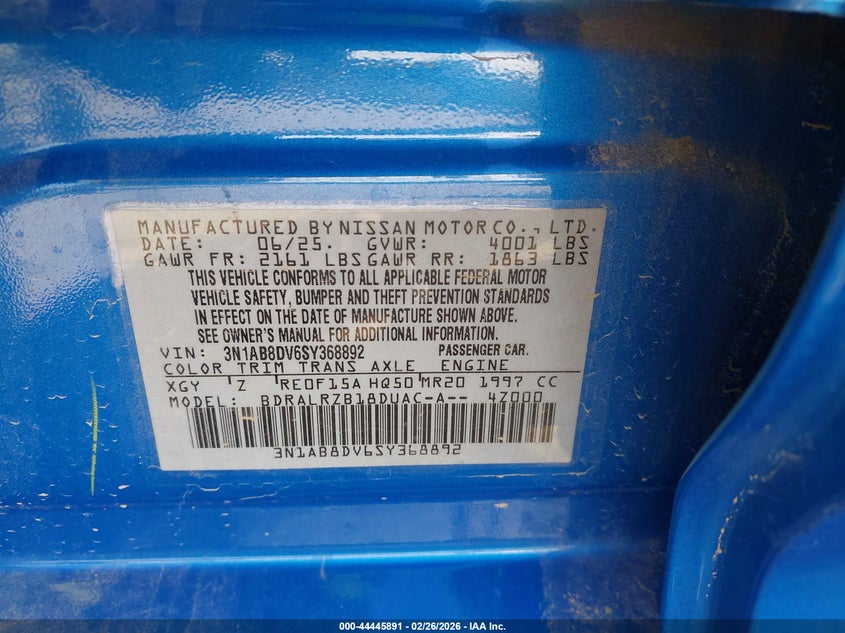 MANUFACTURED BY NISSAN MOTOR CO., LTD.
DATE: 06/25. GVWR: 4001 LBS
GAWR FR: 2161 LBS GAWR RR: 1863 LBS
THIS VEHICLE CONFORMS TO ALL APPLICABLE FEDERAL MOTOR
VEHICLE SAFETY, BUMPER AND THEFT PREVENTION STANDARDS
IN EFFECT ON THE DATE OF MANUFACTURE SHOWN ABOVE.
SEE OWNER'S MANUAL FOR ADDITIONAL INFORMATION.
VIN: 3N1AB8DV6SY368892 PASSENGER CAR.
COLOR TRIM TRANS AXLE ENGINE
XGY Z RE0F15A HQ50 MR20 1997 CC
MODEL: BDRALRZB18DUAC-A-- 4Z000
3N1AB8DV6SY368892
000-44445891 - 02/26/2026 - IAA Inc.